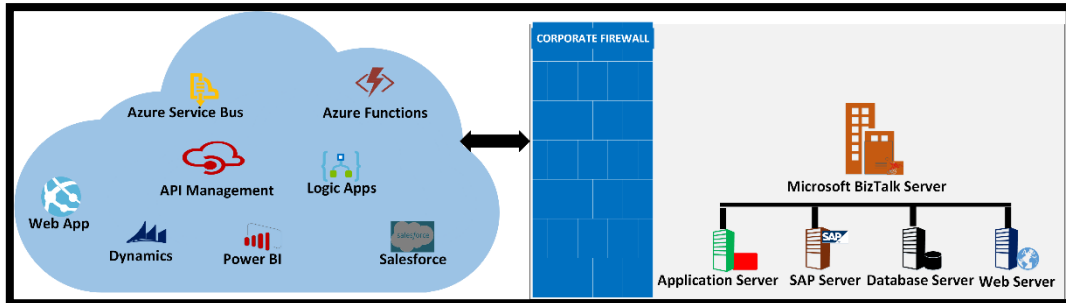 CORPORATE FIREWALL
Azure Service Bus
Azure Functions
API Management
Logic Apps
Web App
Dynamics
Power BI
salesforce
Salesforce
Microsoft BizTalk Server
SAP
Application Server
SAP Server
Database Server
Web Server